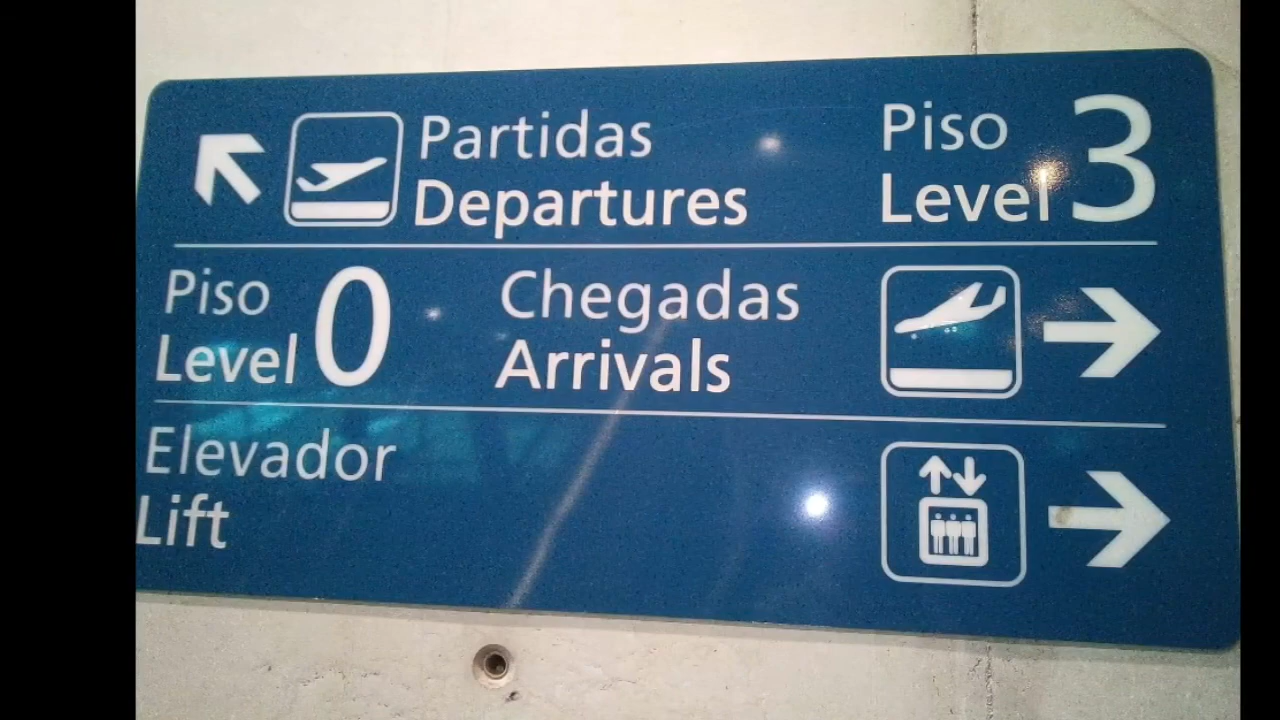 Partidas
Departures
Piso
Level 3
Piso
Level 0
Chegadas
Arrivals
Elevador
Lift